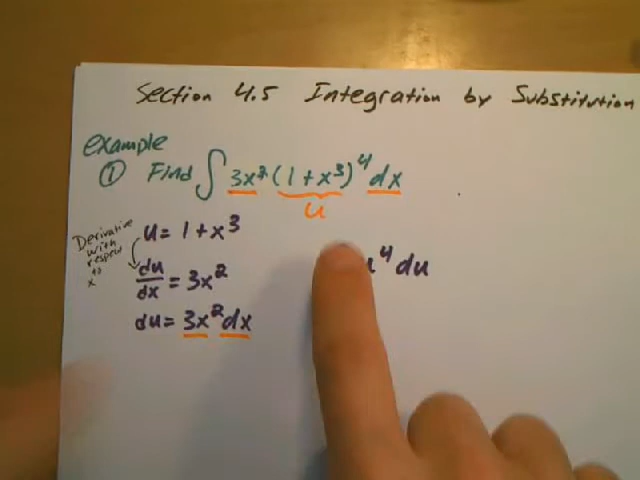 Section 4.5 Integration by Substitution
example
① Find ∫ 3x² (1 + x³)⁴ dx
u
u = 1 + x³
Derivative
with
respect
to
x
du/dx = 3x²
du = 3x² dx
u⁴ du